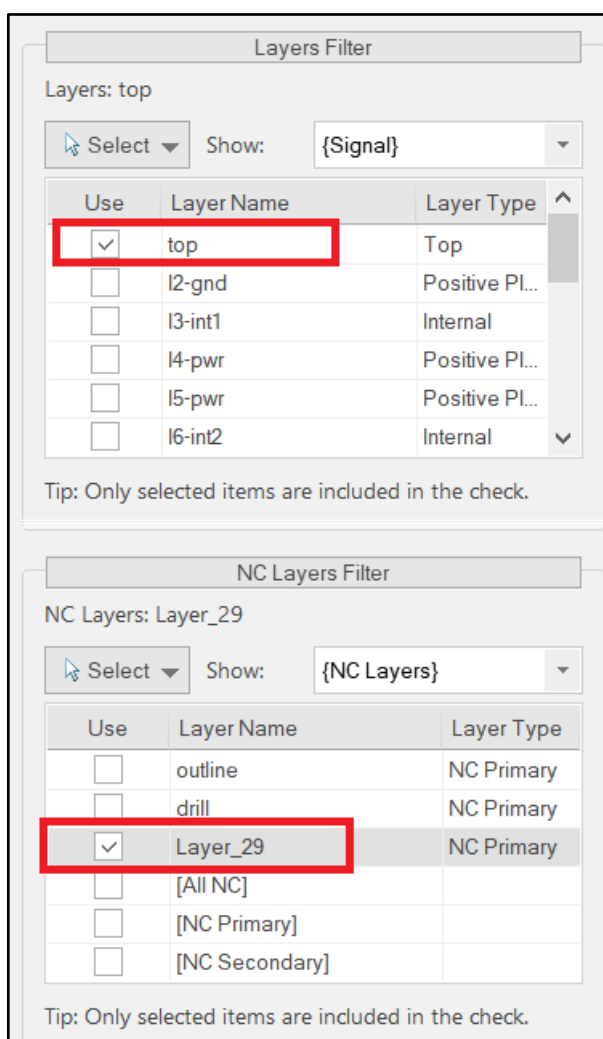 Layers Filter
Layers: top
Select Show: {Signal}
Use Layer Name Layer Type
top Top
l2-gnd Positive Pl...
l3-int1 Internal
l4-pwr Positive Pl...
l5-pwr Positive Pl...
l6-int2 Internal
Tip: Only selected items are included in the check.
NC Layers Filter
NC Layers: Layer_29
Select Show: {NC Layers}
Use Layer Name Layer Type
outline NC Primary
drill NC Primary
Layer_29 NC Primary
[All NC]
[NC Primary]
[NC Secondary]
Tip: Only selected items are included in the check.